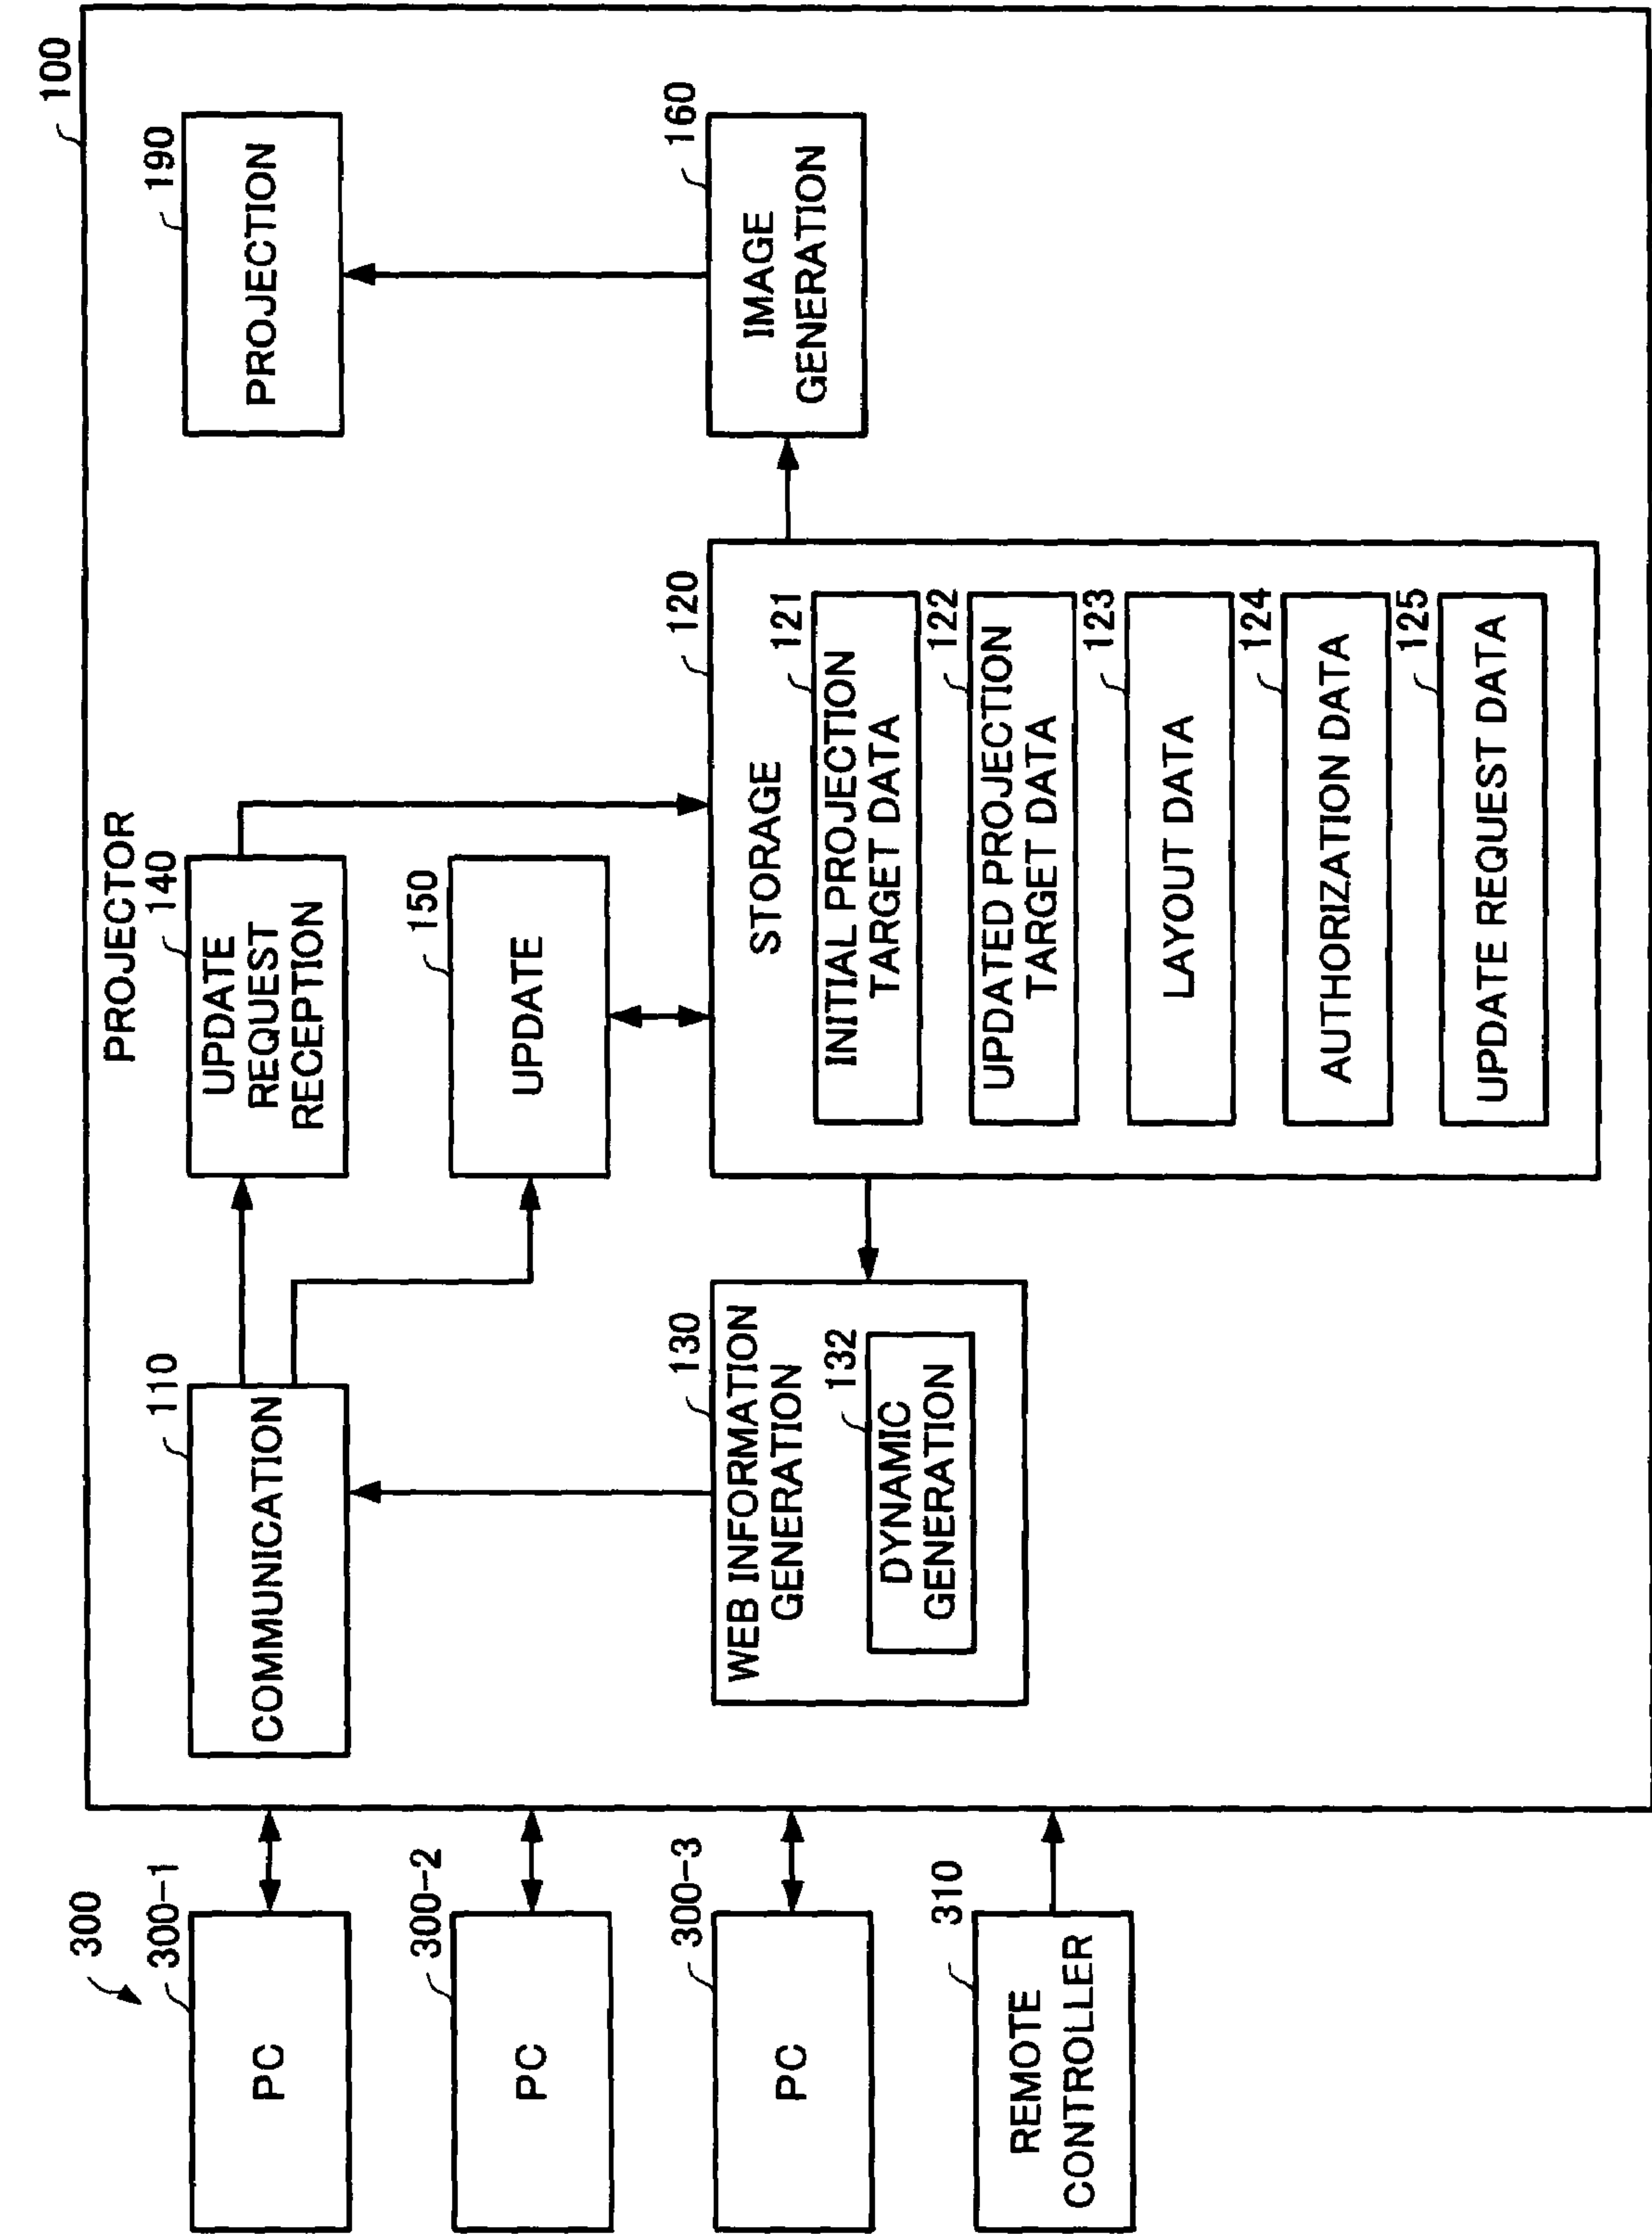 100
PROJECTOR
300
300-1
PC
300-2
PC
300-3
PC
310
REMOTE
CONTROLLER
110
COMMUNICATION
140
UPDATE
REQUEST
RECEPTION
150
UPDATE
190
PROJECTION
130
WEB INFORMATION
GENERATION
132
DYNAMIC
GENERATION
120
STORAGE
121
INITIAL PROJECTION
TARGET DATA
122
UPDATED PROJECTION
TARGET DATA
123
LAYOUT DATA
124
AUTHORIZATION DATA
125
UPDATE REQUEST DATA
160
IMAGE
GENERATION